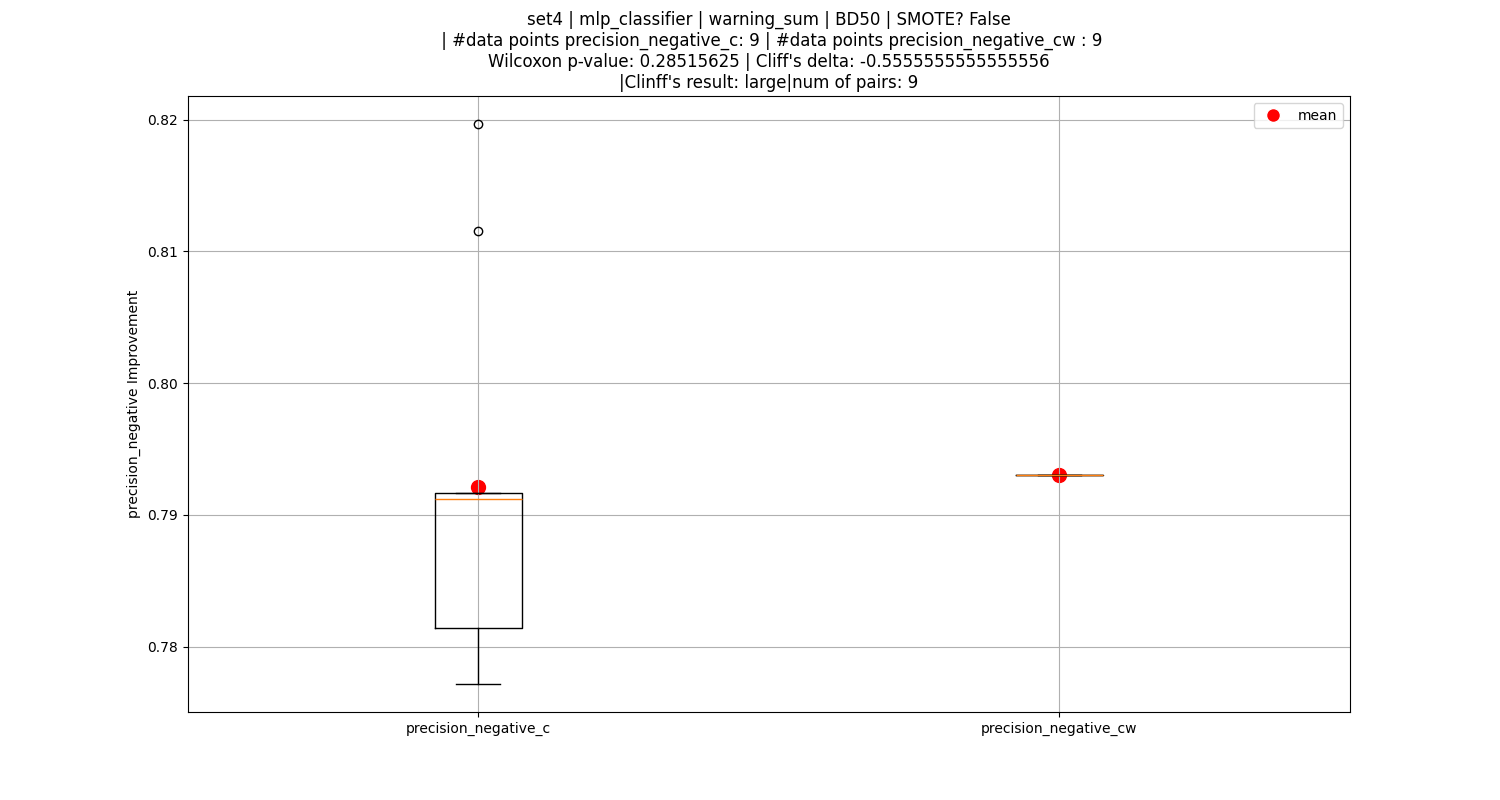 set4 | mlp_classifier | warning_sum | BD50 | SMOTE? False
| #data points precision_negative_c: 9 | #data points precision_negative_cw : 9
Wilcoxon p-value: 0.28515625 | Cliff's delta: -0.5555555555555556
|Clinff's result: large|num of pairs: 9
mean
0.82
0.81
0.80
0.79
0.78
precision_negative Improvement
precision_negative_c
precision_negative_cw